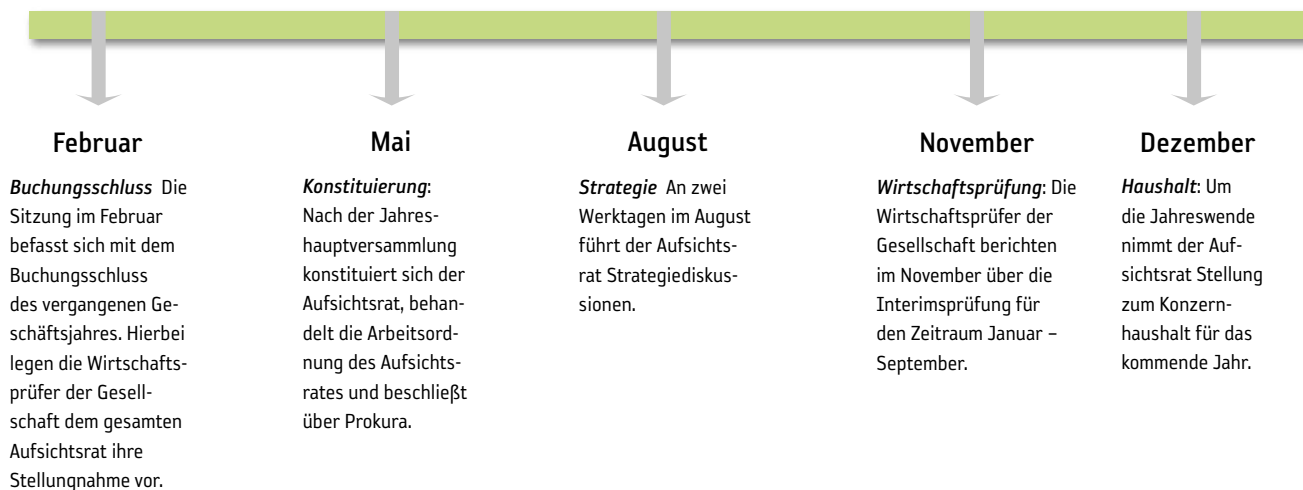 Februar
Buchungsschluss Die
Sitzung im Februar
befasst sich mit dem
Buchungsschluss
des vergangenen Ge-
schäftsjahres. Hierbei
legen die Wirtschafts-
prüfer der Gesell-
schaft dem gesamten
Aufsichtsrat ihre
Stellungnahme vor.
Mai
Konstituierung:
Nach der Jahres-
hauptversammlung
konstituiert sich der
Aufsichtsrat, behan-
delt die Arbeitsord-
nung des Aufsichts-
rates und beschließt
über Prokura.
August
Strategie An zwei
Werktagen im August
führt der Aufsichts-
rat Strategiediskus-
sionen.
November
Wirtschaftsprüfung: Die
Wirtschaftsprüfer der
Gesellschaft berichten
im November über die
Interimsprüfung für
den Zeitraum Januar –
September.
Dezember
Haushalt: Um
die Jahreswende
nimmt der Auf-
sichtsrat Stellung
zum Konzern-
haushalt für das
kommende Jahr.